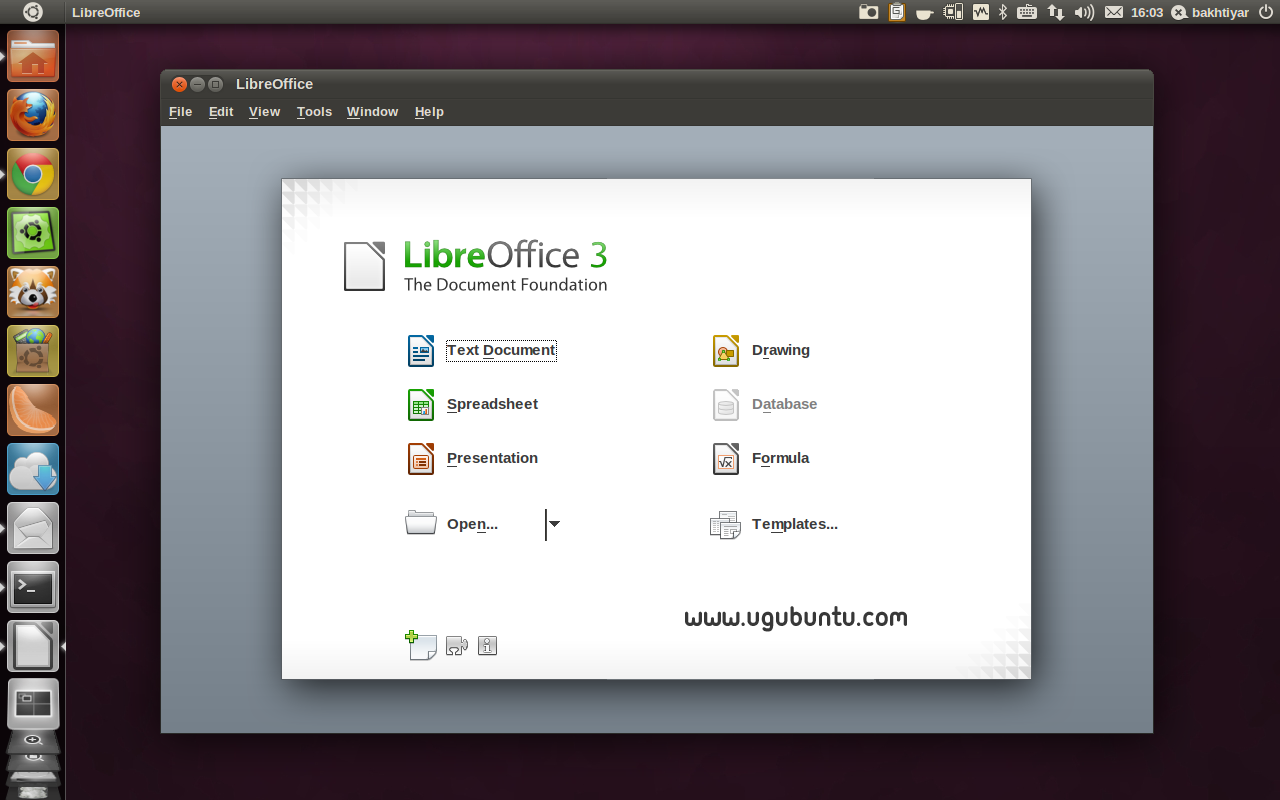 LibreOffice
16:03
bakhtiyar
LibreOffice
File Edit View Tools Window Help
LibreOffice 3
The Document Foundation
Text Document
Drawing
Spreadsheet
Database
Presentation
Formula
Open...
Templates...
www.ugubuntu.com